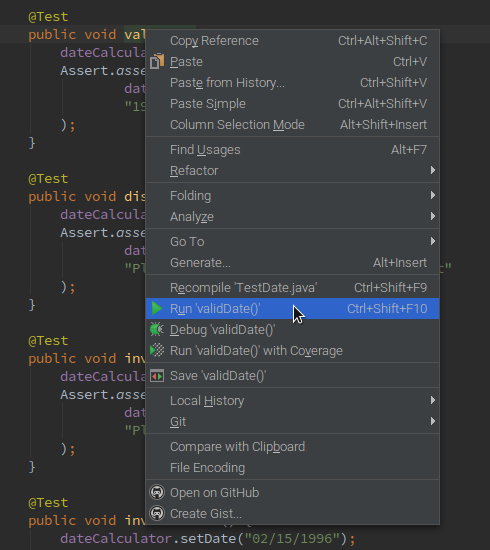 @Test
public void val
dateCalcula
Assert.asse
dat
"19
);
}
@Test
public void dis
dateCalcula
Assert.asse
dat
"Pl
);
}
@Test
public void inv
dateCalcula
Assert.asse
dat
"Pl
);
}
@Test
public void inv
dateCalculator.setDate("02/15/1996");
Copy Reference Ctrl+Alt+Shift+C
Paste Ctrl+V
Paste from History... Ctrl+Shift+V
Paste Simple Ctrl+Alt+Shift+V
Column Selection Mode Alt+Shift+Insert
Find Usages Alt+F7
Refactor
Folding
Analyze
Go To
Generate... Alt+Insert
Recompile 'TestDate.java' Ctrl+Shift+F9
Run 'validDate()' Ctrl+Shift+F10
Debug 'validDate()'
Run 'validDate()' with Coverage
Save 'validDate()'
Local History
Git
Compare with Clipboard
File Encoding
Open on GitHub
Create Gist...